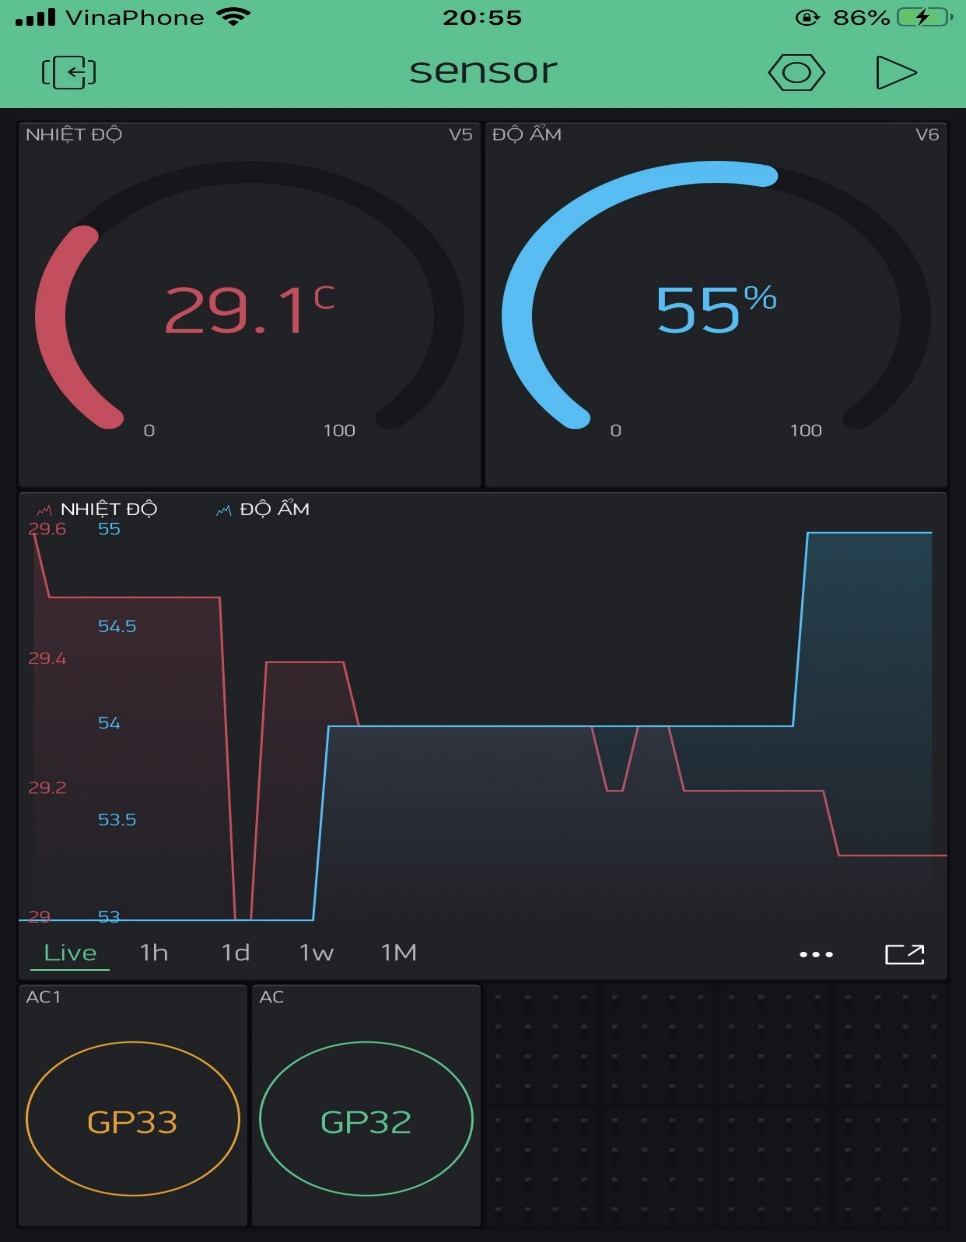 VinaPhone 20:55 86%
sensor
NHIỆT ĐỘ V5
29.1 C
0 100
ĐỘ ẨM V6
55%
0 100
NHIỆT ĐỘ ĐỘ ẨM
29.6 55
54.5
29.4
54
29.2
53.5
29 53
Live 1h 1d 1w 1M
AC1
GP33
AC
GP32